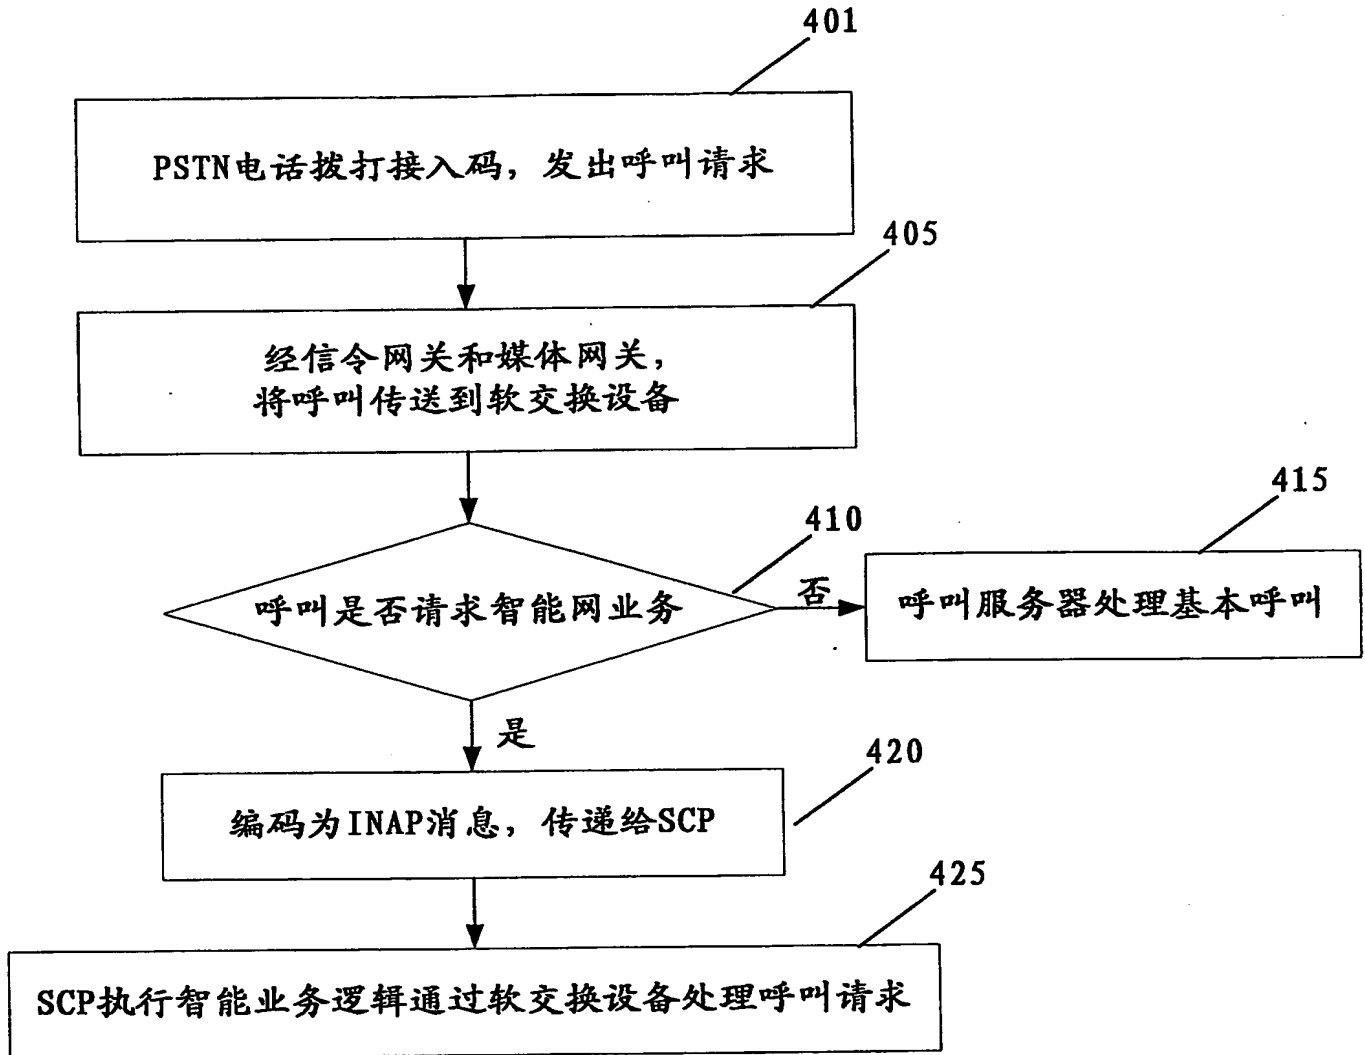 401
PSTN电话拨打接入码，发出呼叫请求
405
经信令网关和媒体网关，
将呼叫传送到软交换设备
410
呼叫是否请求智能网业务
否
415
呼叫服务器处理基本呼叫
是
420
编码为INAP消息，传递给SCP
425
SCP执行智能业务逻辑通过软交换设备处理呼叫请求